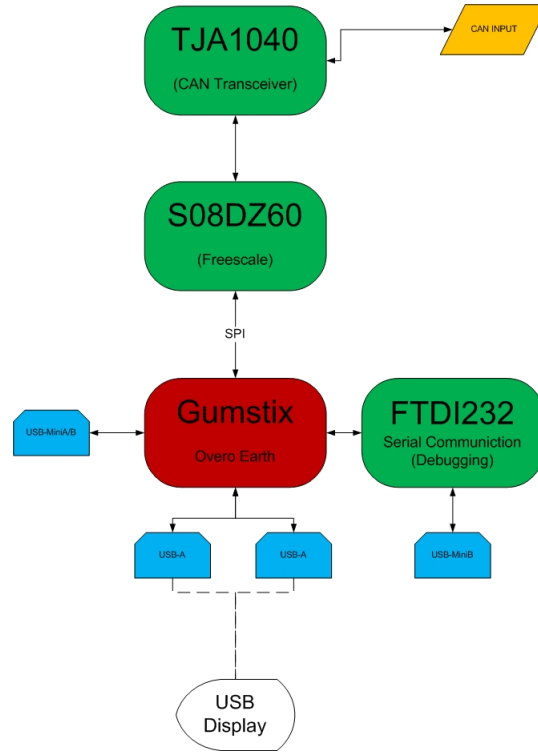 TJA1040
(CAN Transceiver)
CAN INPUT
S08DZ60
(Freescale)
SPI
Gumstix
Overo Earth
USB-MiniA/B
FTDI232
Serial Communiction
(Debugging)
USB-A
USB-A
USB-MiniB
USB
Display